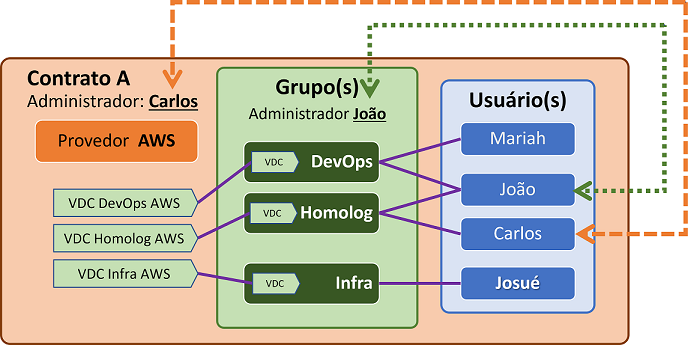 Contrato A
Administrador: Carlos
Provedor AWS
VDC DevOps AWS
VDC Homolog AWS
VDC Infra AWS
Grupo(s)
Administrador João
VDC DevOps
VDC Homolog
VDC Infra
Usuário(s)
Mariah
João
Carlos
Josué